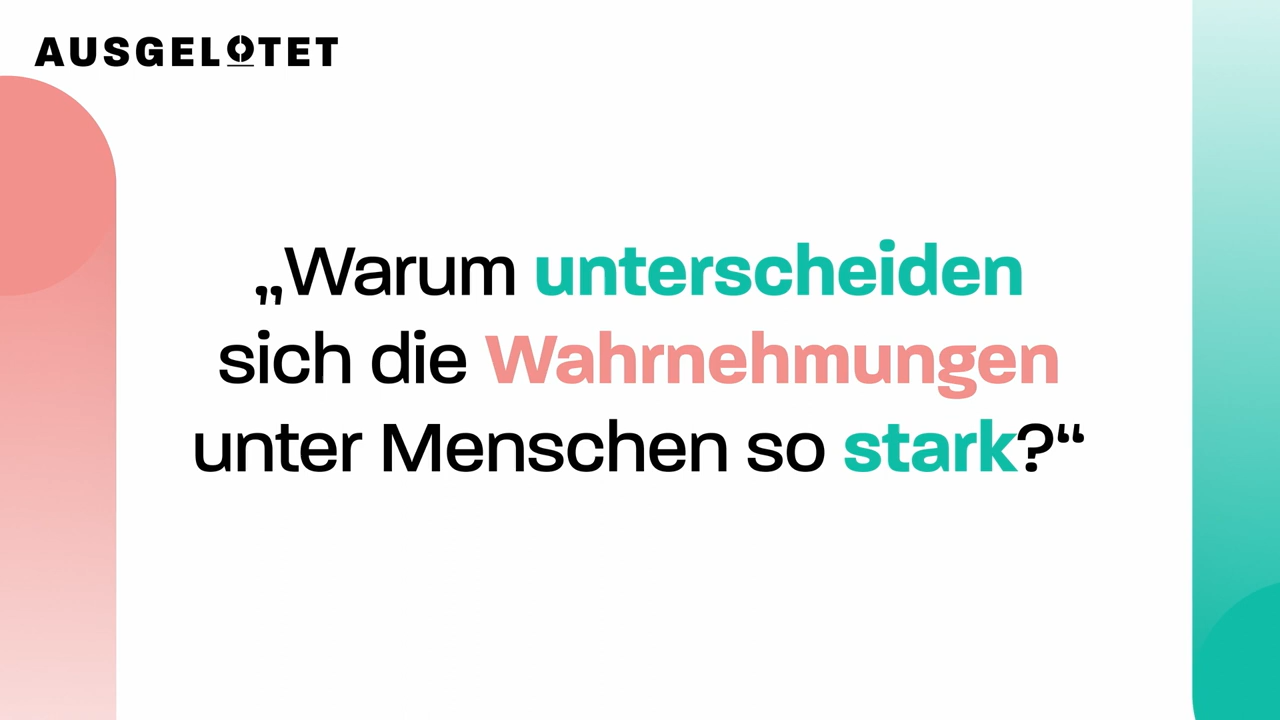 AUSGELOTET
„Warum unterscheiden
sich die Wahrnehmungen
unter Menschen so stark?“